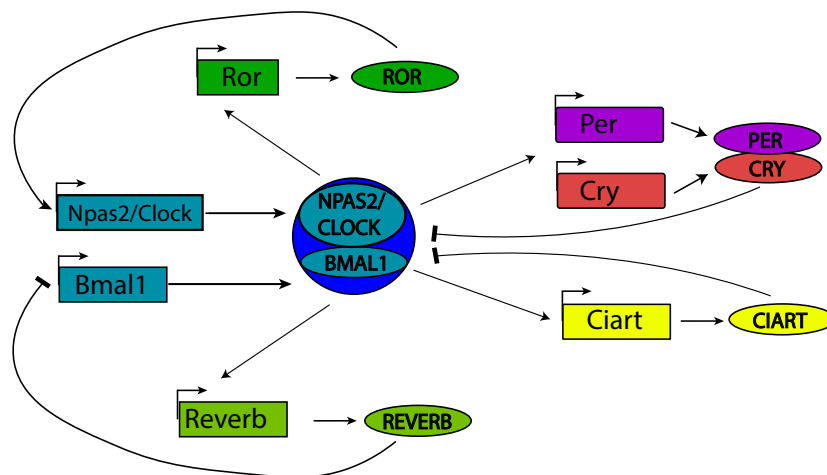 Ror
ROR
Per
PER
Cry
CRY
Npas2/Clock
NPAS2/
CLOCK
BMAL1
Bmal1
Ciart
CIART
Reverb
REVERB